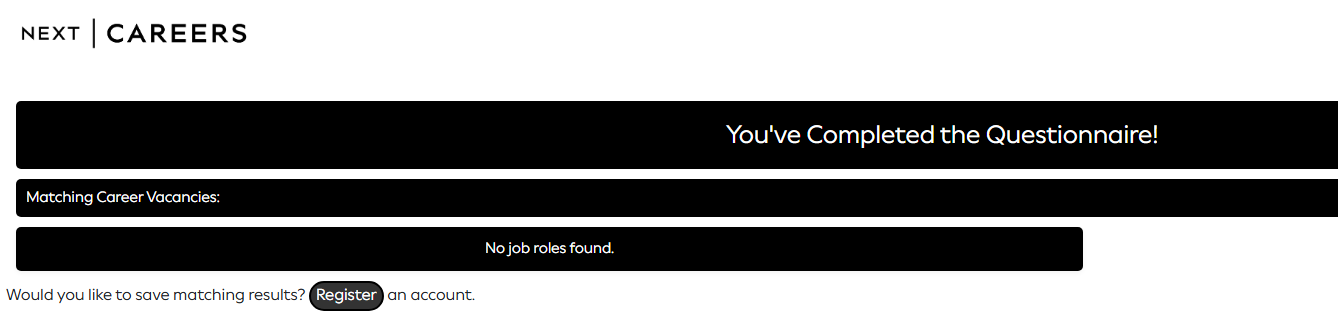 NEXT | CAREERS
You've Completed the Questionnaire!
Matching Career Vacancies:
No job roles found.
Would you like to save matching results? Register an account.